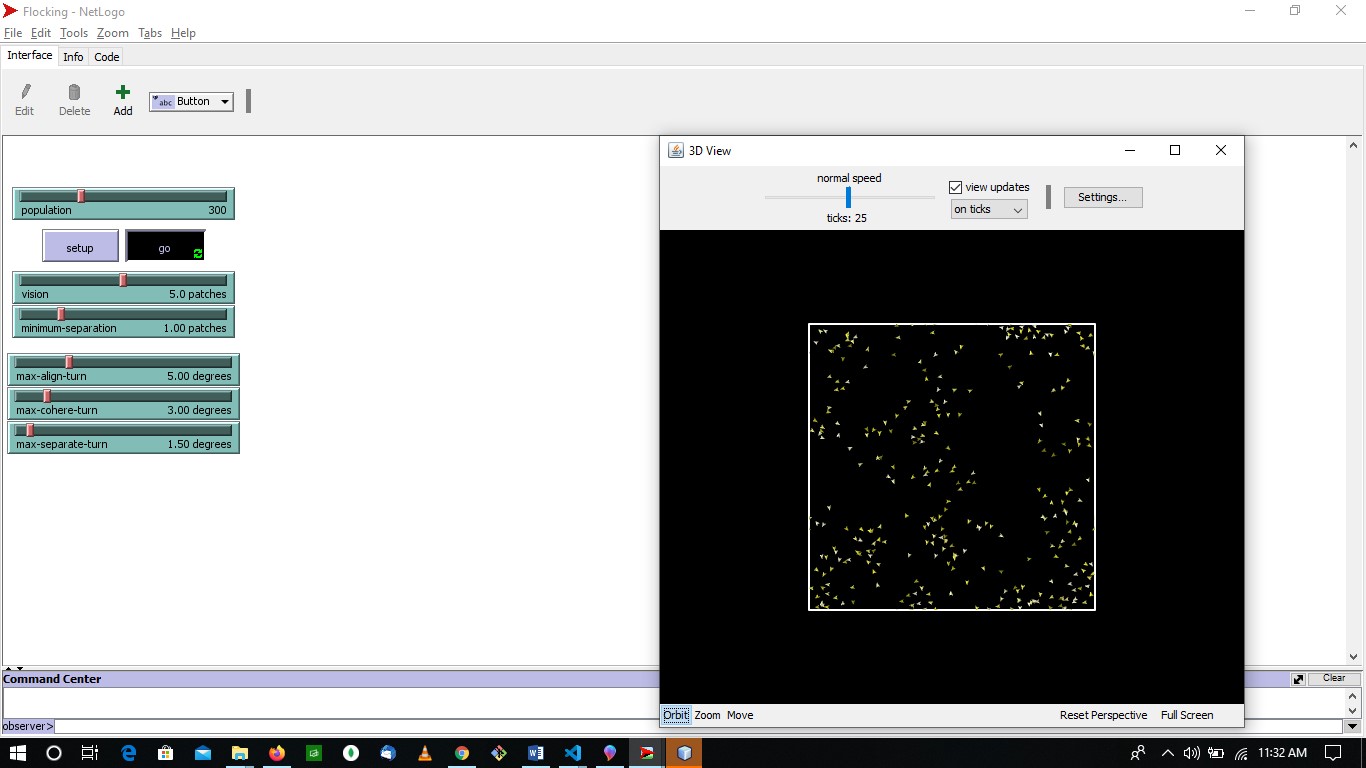 Flocking - NetLogo
File Edit Tools Zoom Tabs Help
Interface Info Code
Edit Delete Add abc Button
population 300
setup go
vision 5.0 patches
minimum-separation 1.00 patches
max-align-turn 5.00 degrees
max-cohere-turn 3.00 degrees
max-separate-turn 1.50 degrees
3D View
normal speed
view updates
on ticks
Settings...
ticks: 25
Orbit Zoom Move Reset Perspective Full Screen
Command Center Clear
observer>
11:32 AM